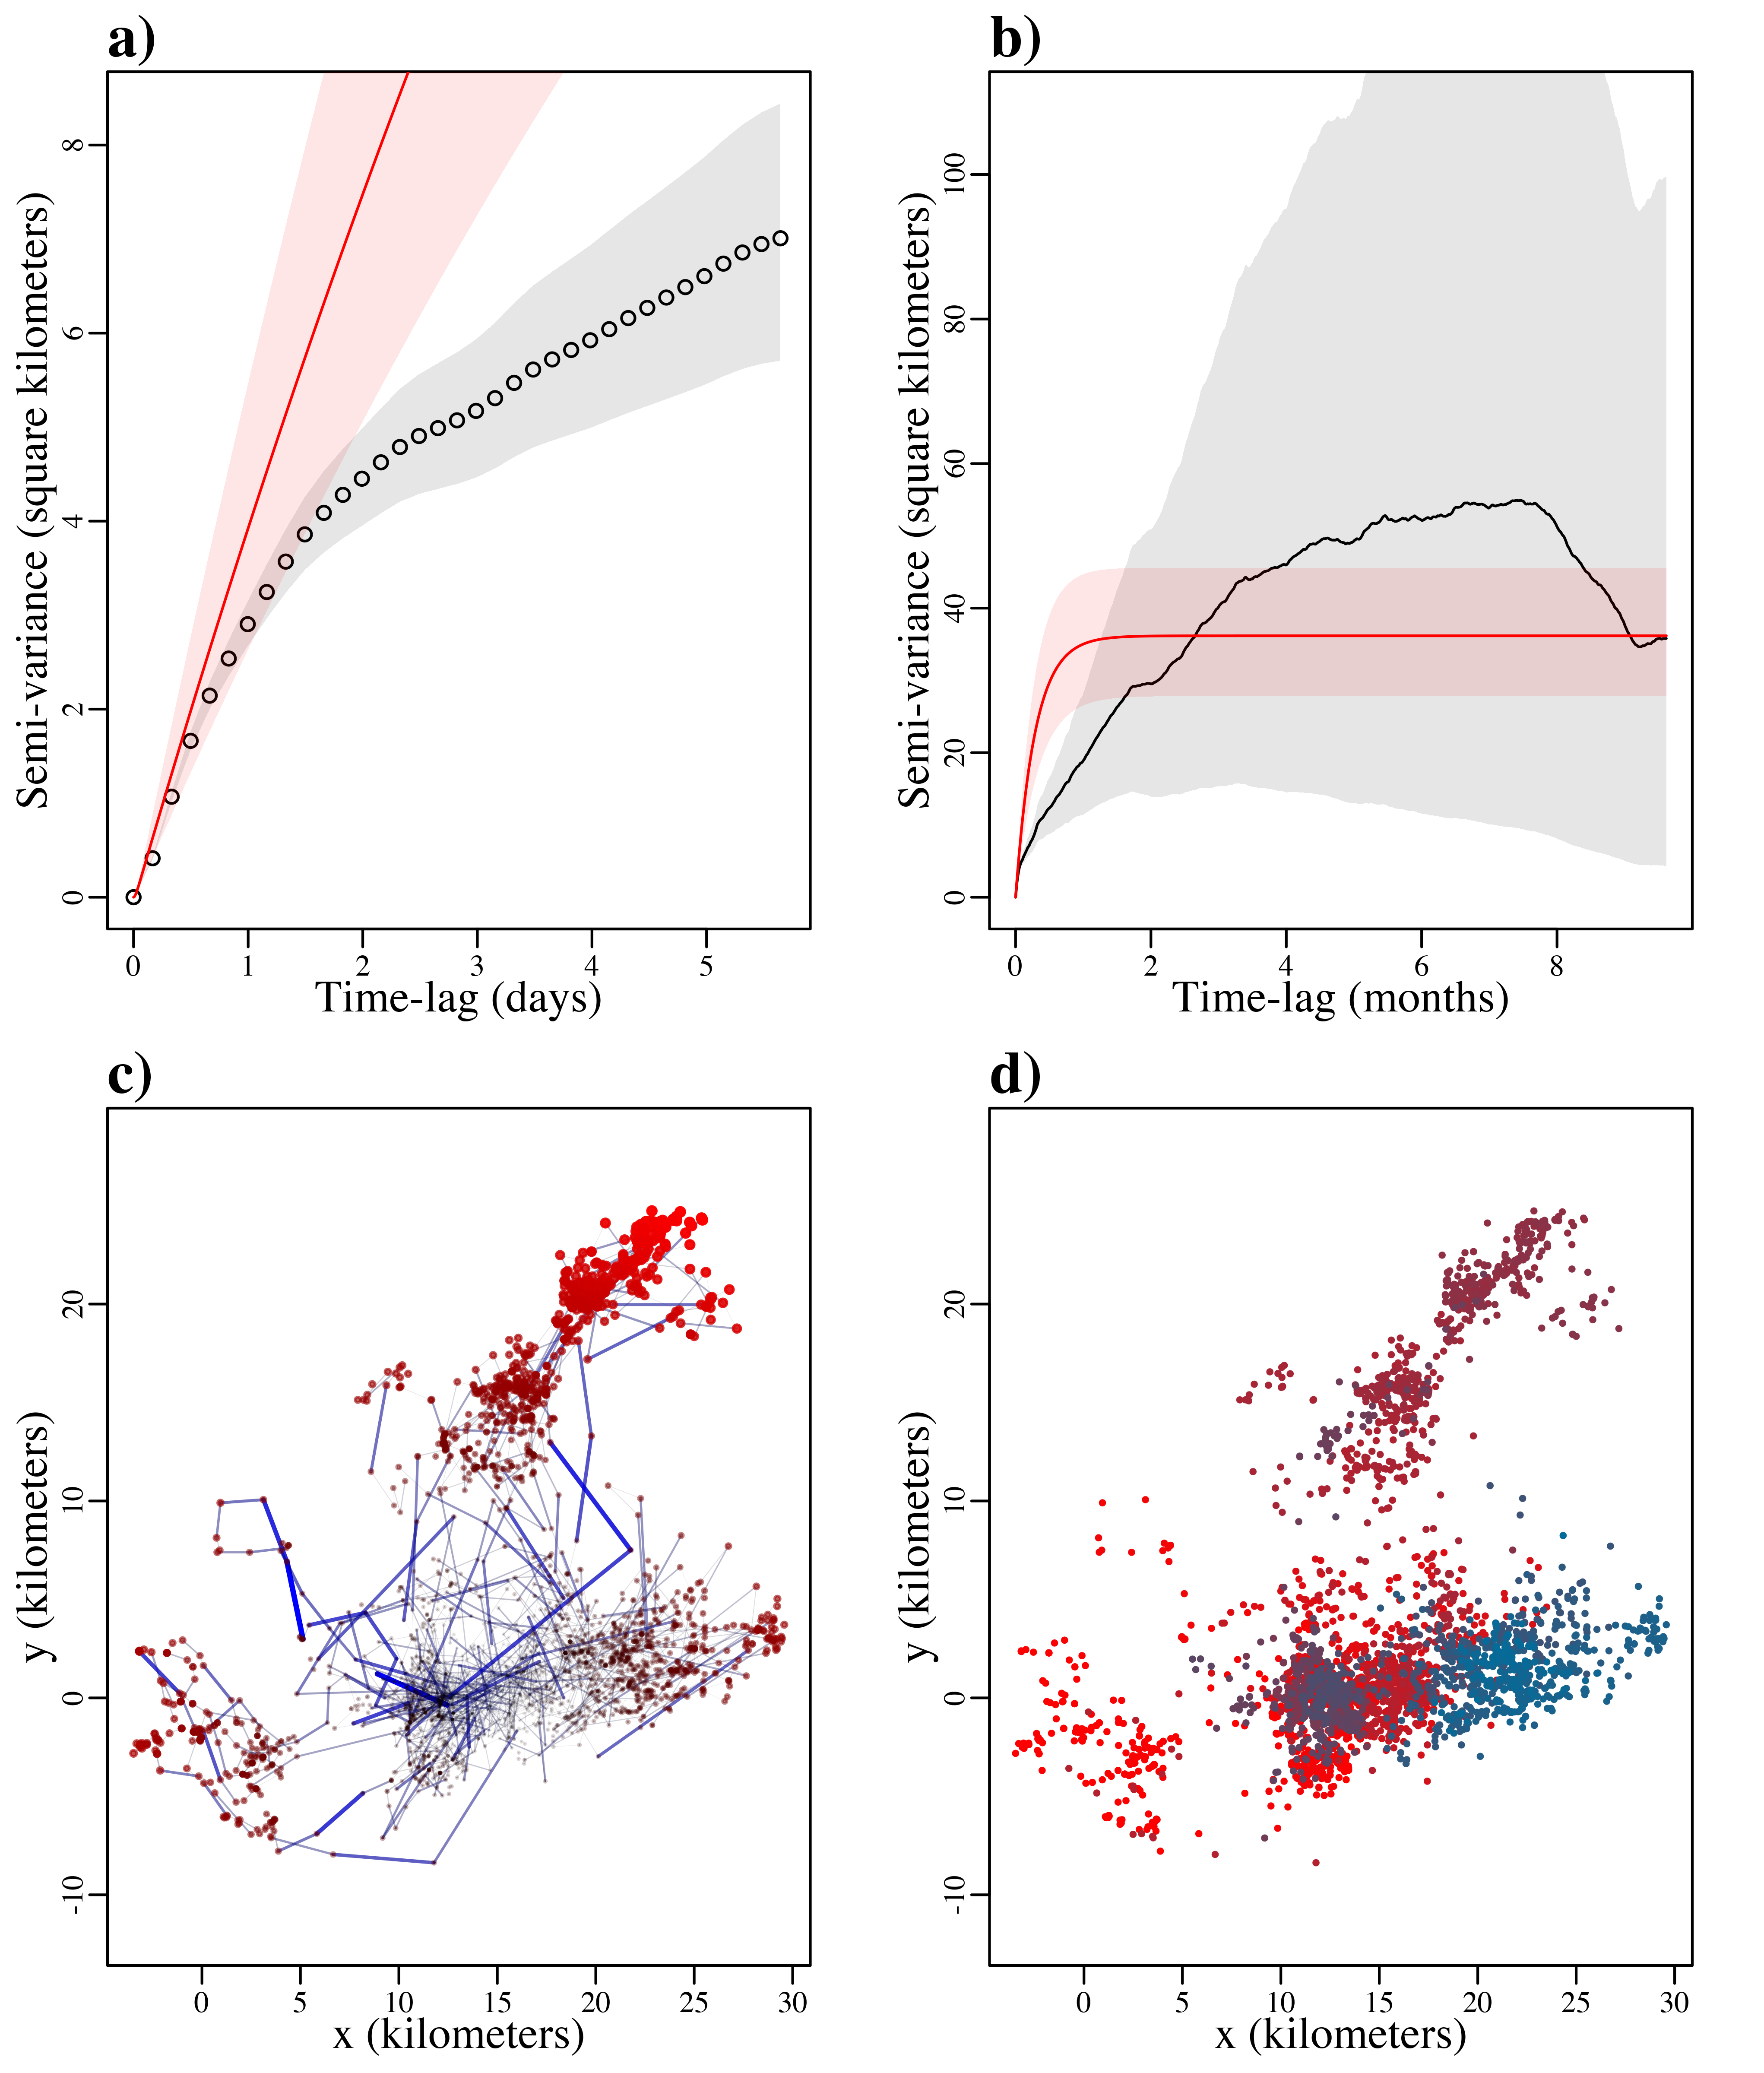 a)
Semi-variance (square kilometers)
8
6
4
2
0
0 1 2 3 4 5
Time-lag (days)
b)
Semi-variance (square kilometers)
100
80
60
40
20
0
0 2 4 6 8
Time-lag (months)
c)
y (kilometers)
20
10
0
-10
0 5 10 15 20 25 30
x (kilometers)
d)
y (kilometers)
20
10
0
-10
0 5 10 15 20 25 30
x (kilometers)